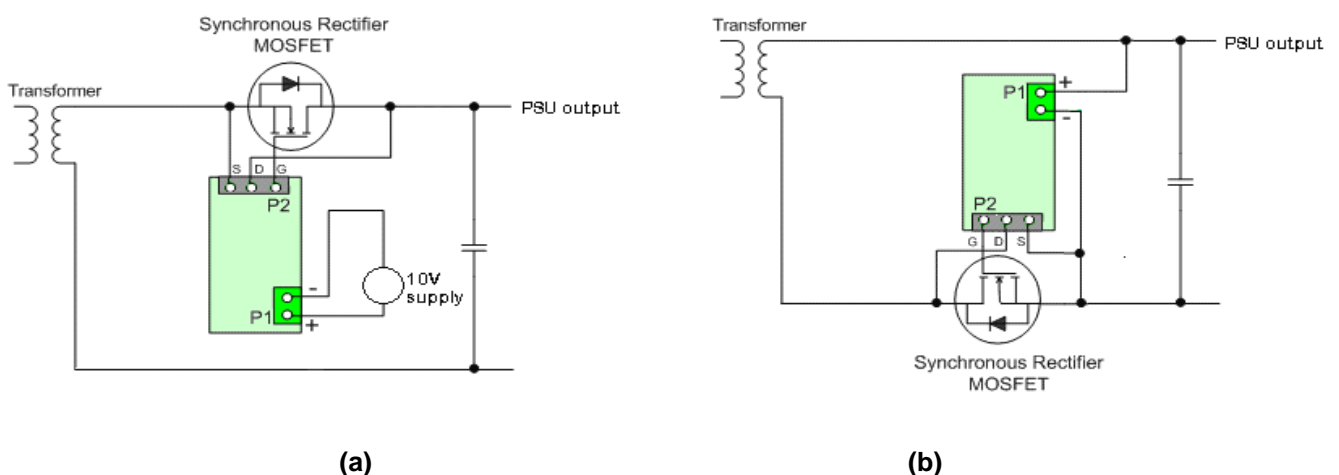 Synchronous Rectifier
MOSFET
Transformer
PSU output
S D G
P2
-
10V
supply
P1
+
(a)
Transformer
PSU output
P1
+
-
P2
G D S
Synchronous Rectifier
MOSFET
(b)